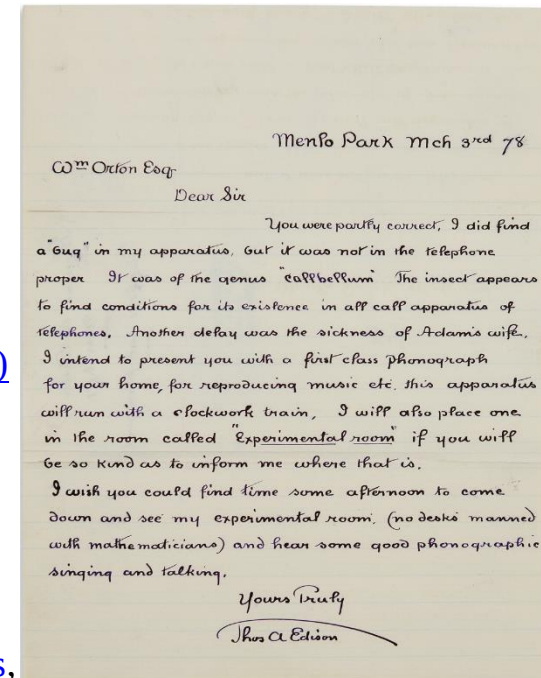 Menlo Park Mch 3rd 78
Wm Orton Esqr
Dear Sir
You were partly correct, I did find
a "bug" in my apparatus, but it was not in the telephone
proper It was of the genus "callbellum" The insect appears
to find conditions for its existence in all call apparatus of
telephones. Another delay was the sickness of Adam's wife.
I intend to present you with a first class phonograph
for your home, for reproducing music etc. this apparatus
will run with a clockwork train, I will also place one
in the room called "Experimental room" if you will
be so kind as to inform me where that is.
I wish you could find time some afternoon to come
down and see my experimental room, (no desks manned
with mathematicians) and hear some good phonographic
singing and talking.
Yours Truly
Thos A Edison
)
s,